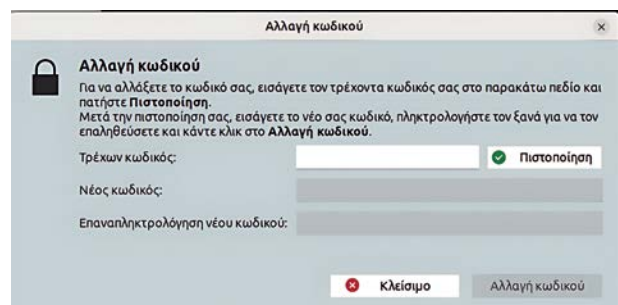 Αλλαγή κωδικού
Αλλαγή κωδικού
Για να αλλάξετε το κωδικό σας, εισάγετε τον τρέχοντα κωδικός σας στο παρακάτω πεδίο και
πατήστε Πιστοποίηση.
Μετά την πιστοποίηση σας, εισάγετε το νέο σας κωδικό, πληκτρολογήστε τον ξανά για να τον
επαληθεύσετε και κάντε κλικ στο Αλλαγή κωδικού.
Τρέχων κωδικός: Πιστοποίηση
Νέος κωδικός:
Επαναπληκτρολόγηση νέου κωδικού:
Κλείσιμο Αλλαγή κωδικού